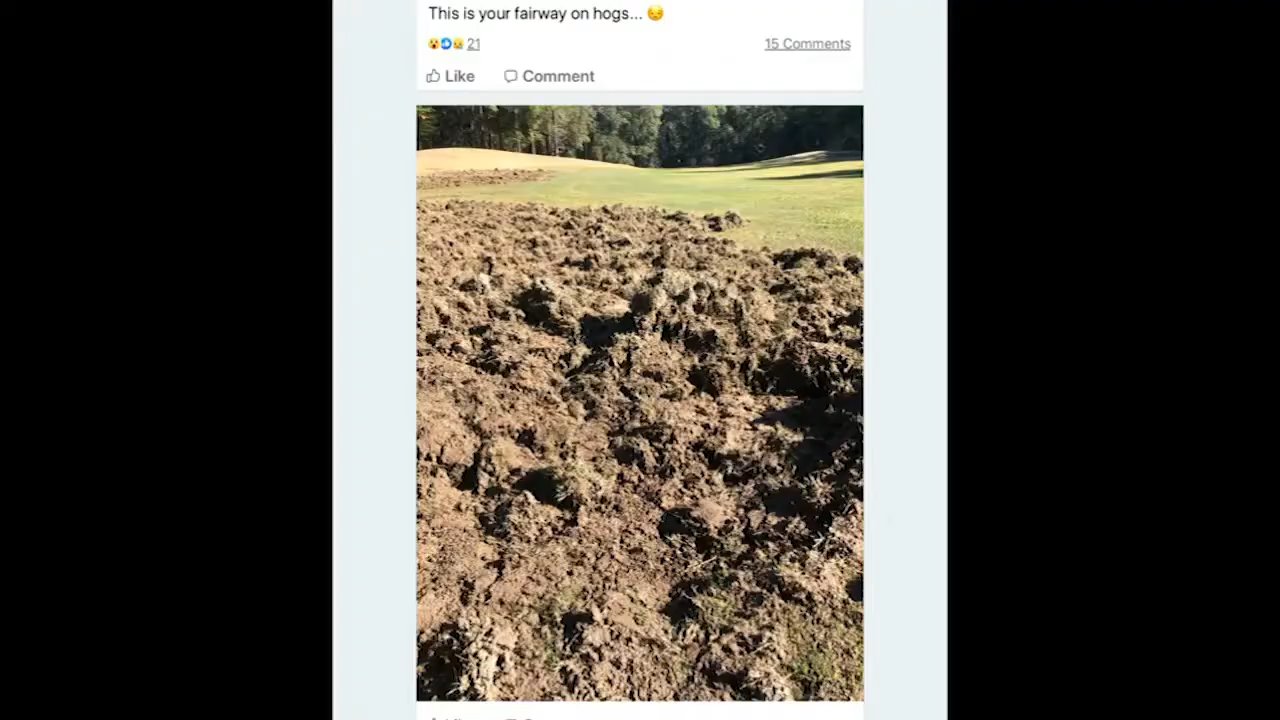 This is your fairway on hogs... 😔
21
15 Comments
Like
Comment